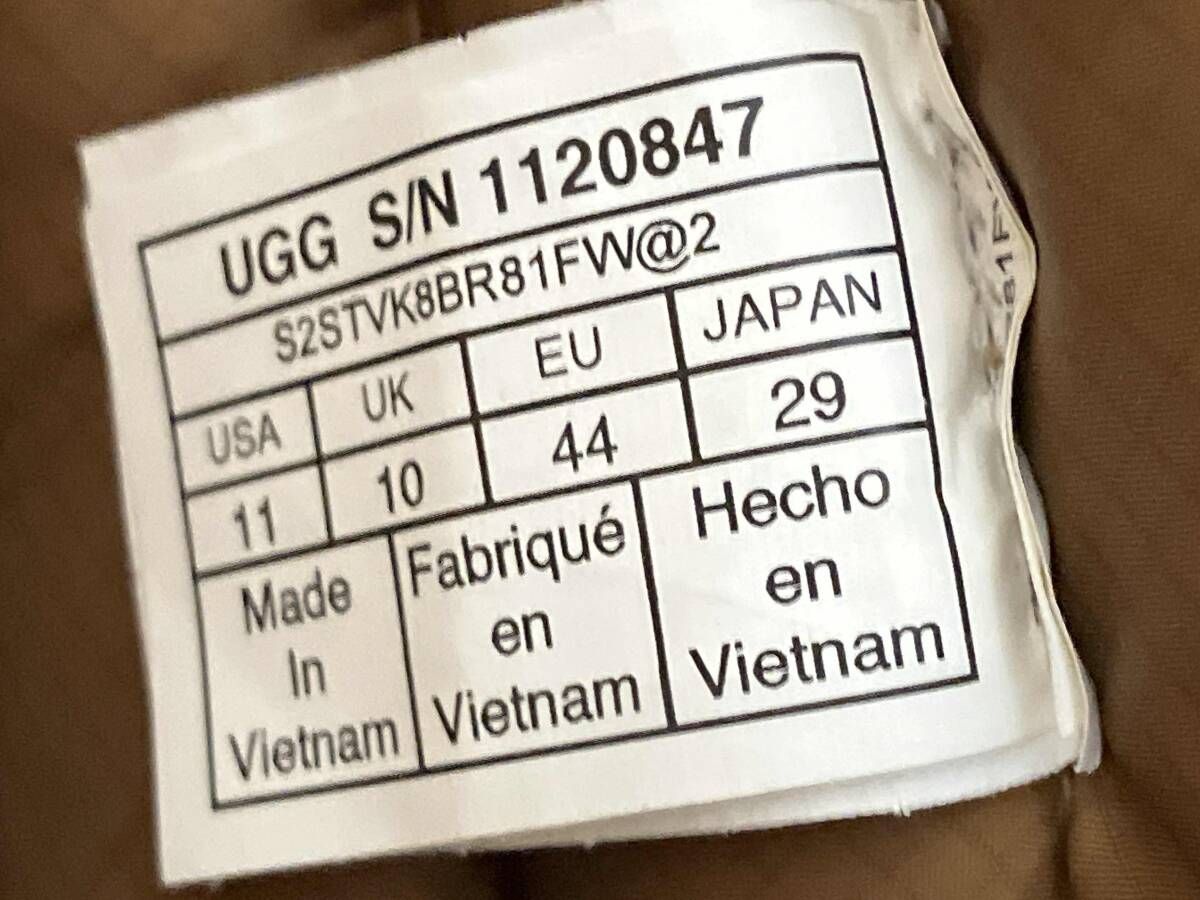 UGG S/N 1120847
S2STVK8BR81FW@2
USA UK EU JAPAN
11 10 44 29
Made
In
Vietnam
Fabriqué
en
Vietnam
Hecho
en
Vietnam